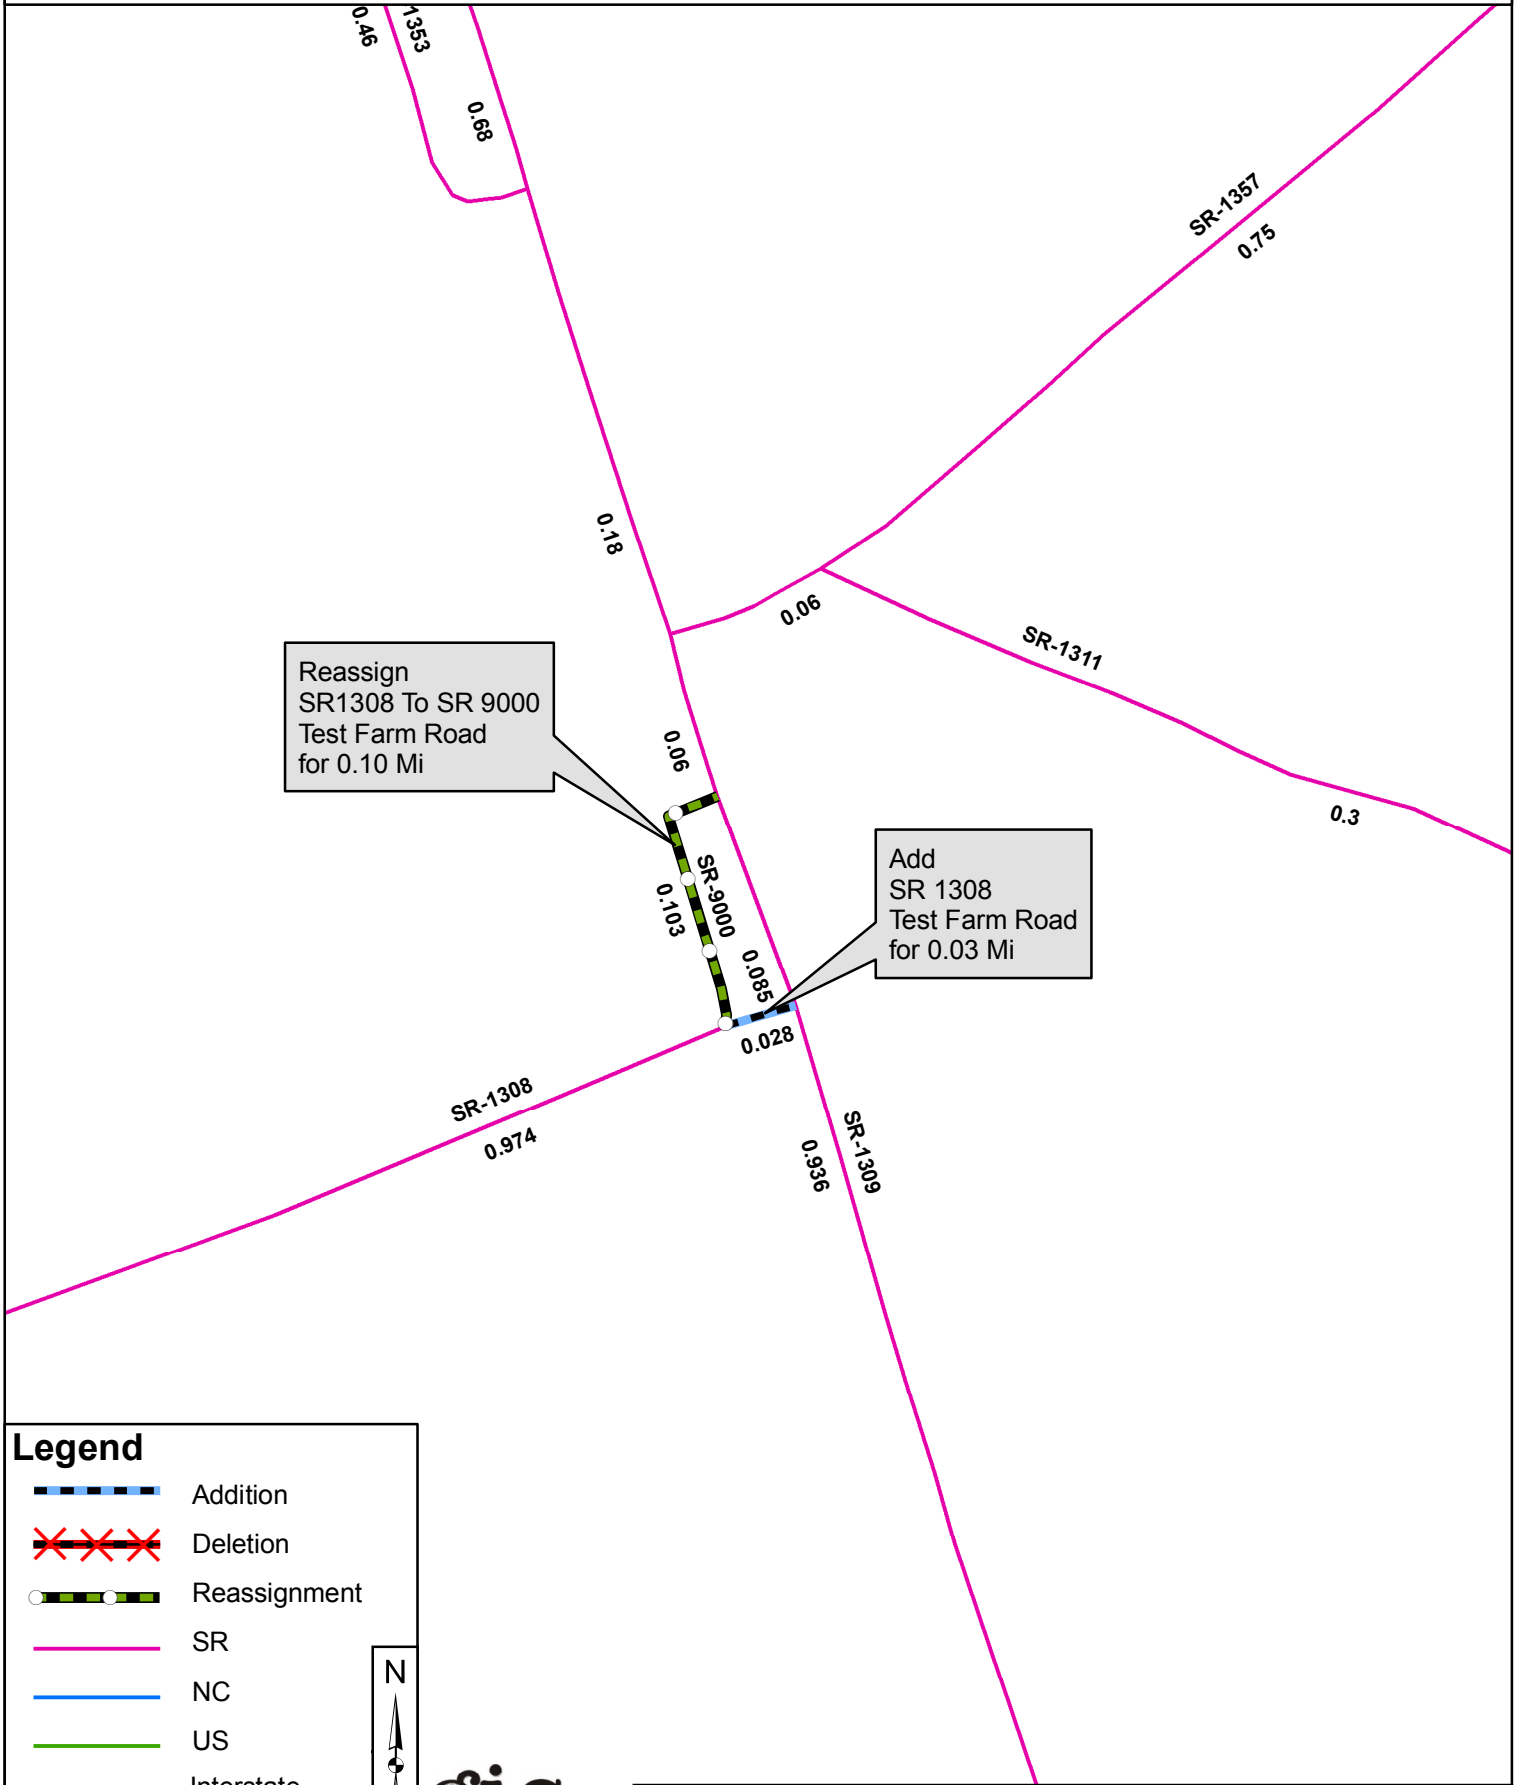 0.46
1353
0.68
SR-1357
0.75
0.18
0.06
SR-1311
0.3
Reassign
SR1308 To SR 9000
Test Farm Road
for 0.10 Mi
0.06
SR-9000
0.103
0.085
Add
SR 1308
Test Farm Road
for 0.03 Mi
0.028
SR-1308
0.974
SR-1309
0.936
Legend
Addition
Deletion
Reassignment
SR
NC
US
Interstate
N